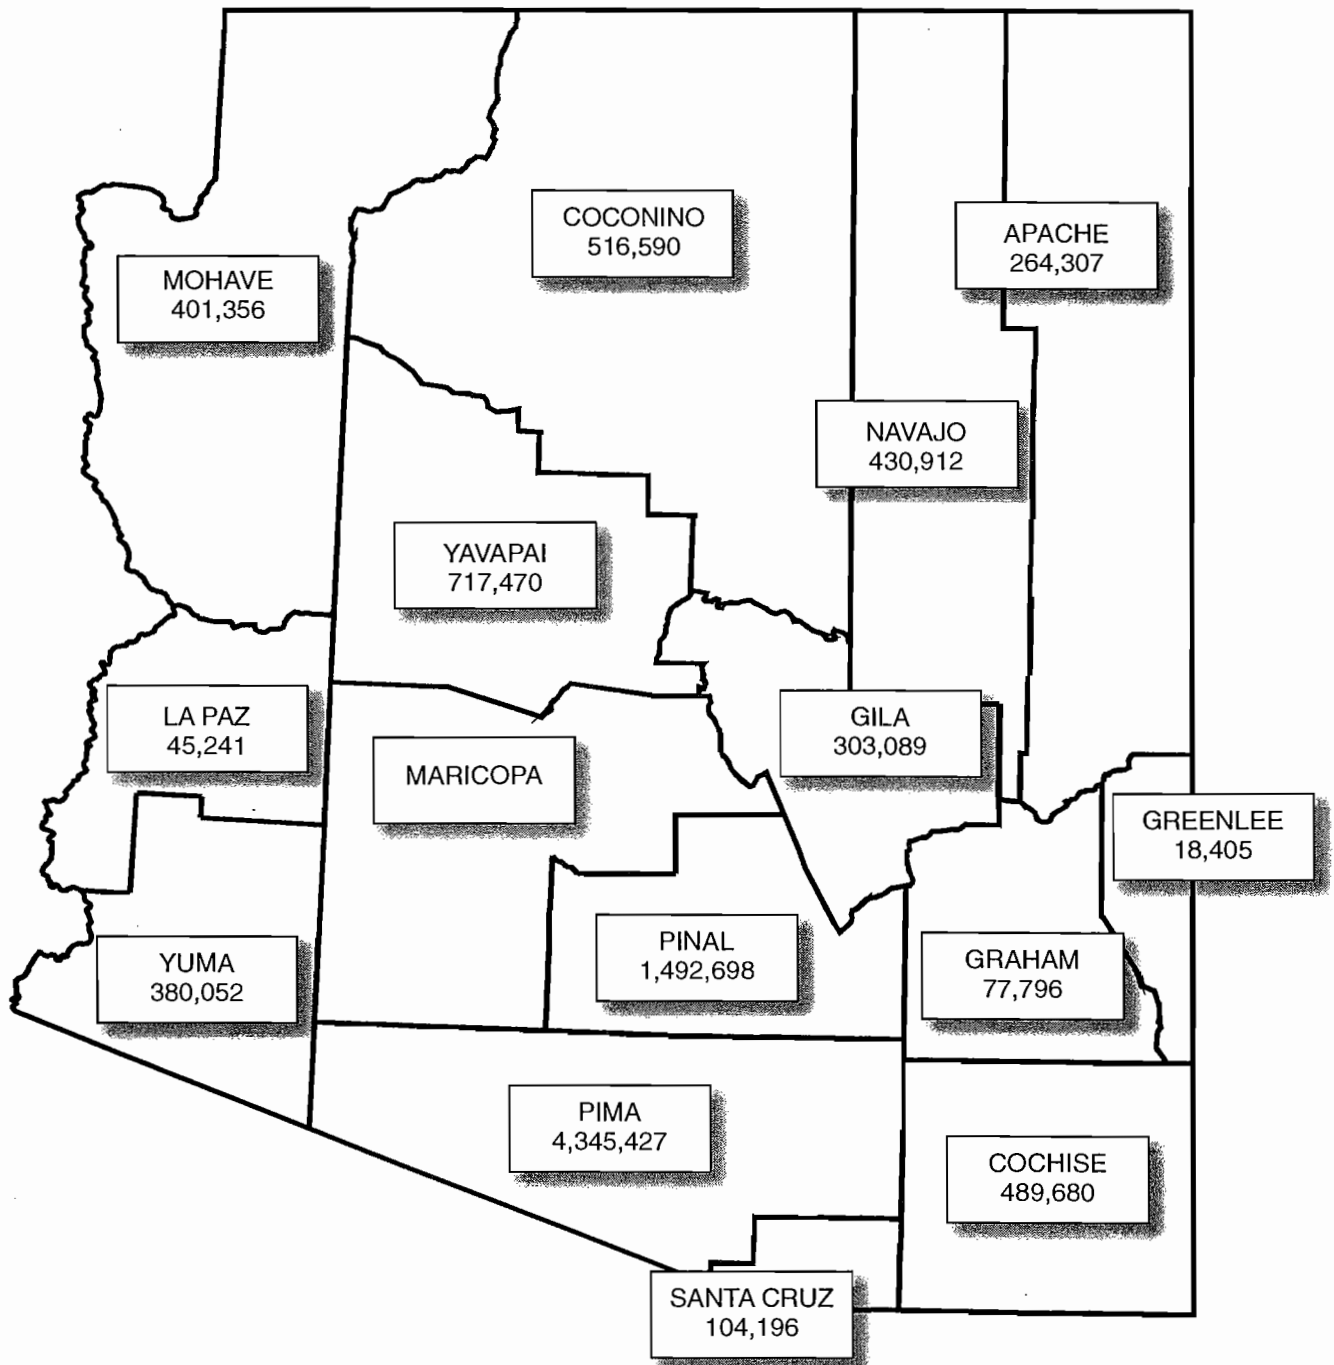 COCONINO
516,590
APACHE
264,307
MOHAVE
401,356
NAVAJO
430,912
YAVAPAI
717,470
LA PAZ
45,241
GILA
303,089
MARICOPA
GREENLEE
18,405
PINAL
1,492,698
GRAHAM
77,796
YUMA
380,052
PIMA
4,345,427
COCHISE
489,680
SANTA CRUZ
104,196